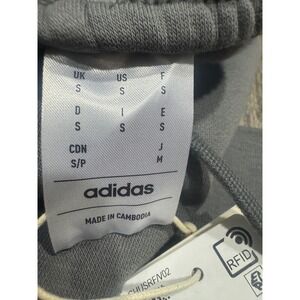 UK US F
S S S
D I E
S S S
CDN J
S/P M
adidas
MADE IN CAMBODIA
RFID